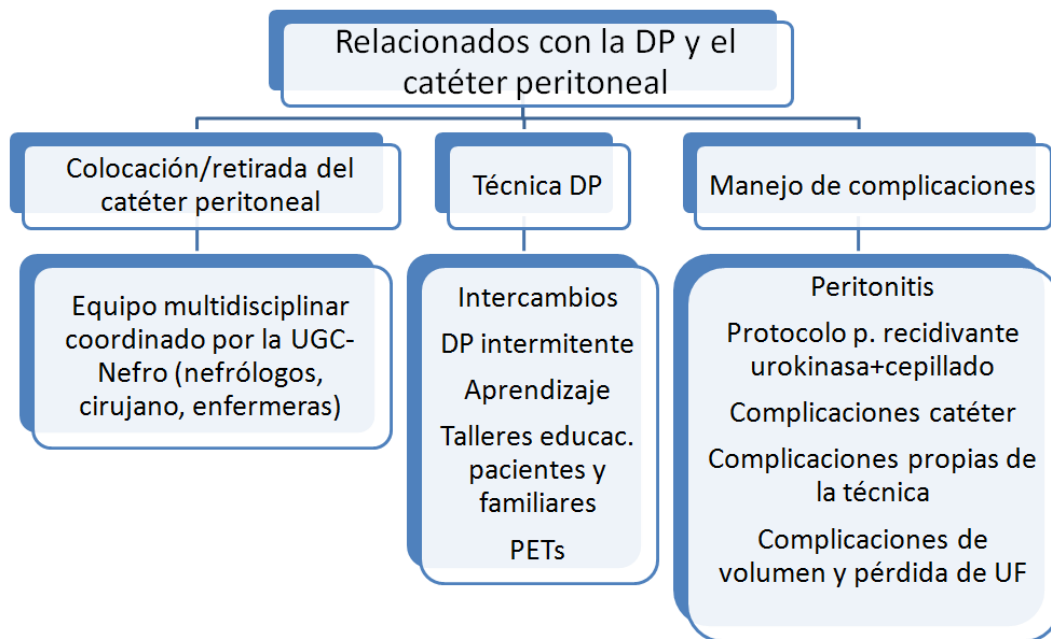 Relacionados con la DP y el
catéter peritoneal
Colocación/retirada del
catéter peritoneal
Técnica DP
Manejo de complicaciones
Equipo multidisciplinar
coordinado por la UGC-
Nefro (nefrólogos,
cirujano, enfermeras)
Intercambios
DP intermitente
Aprendizaje
Talleres educac.
pacientes y
familiares
PETs
Peritonitis
Protocolo p. recidivante
urokinasa+cepillado
Complicaciones catéter
Complicaciones propias de
la técnica
Complicaciones de
volumen y pérdida de UF